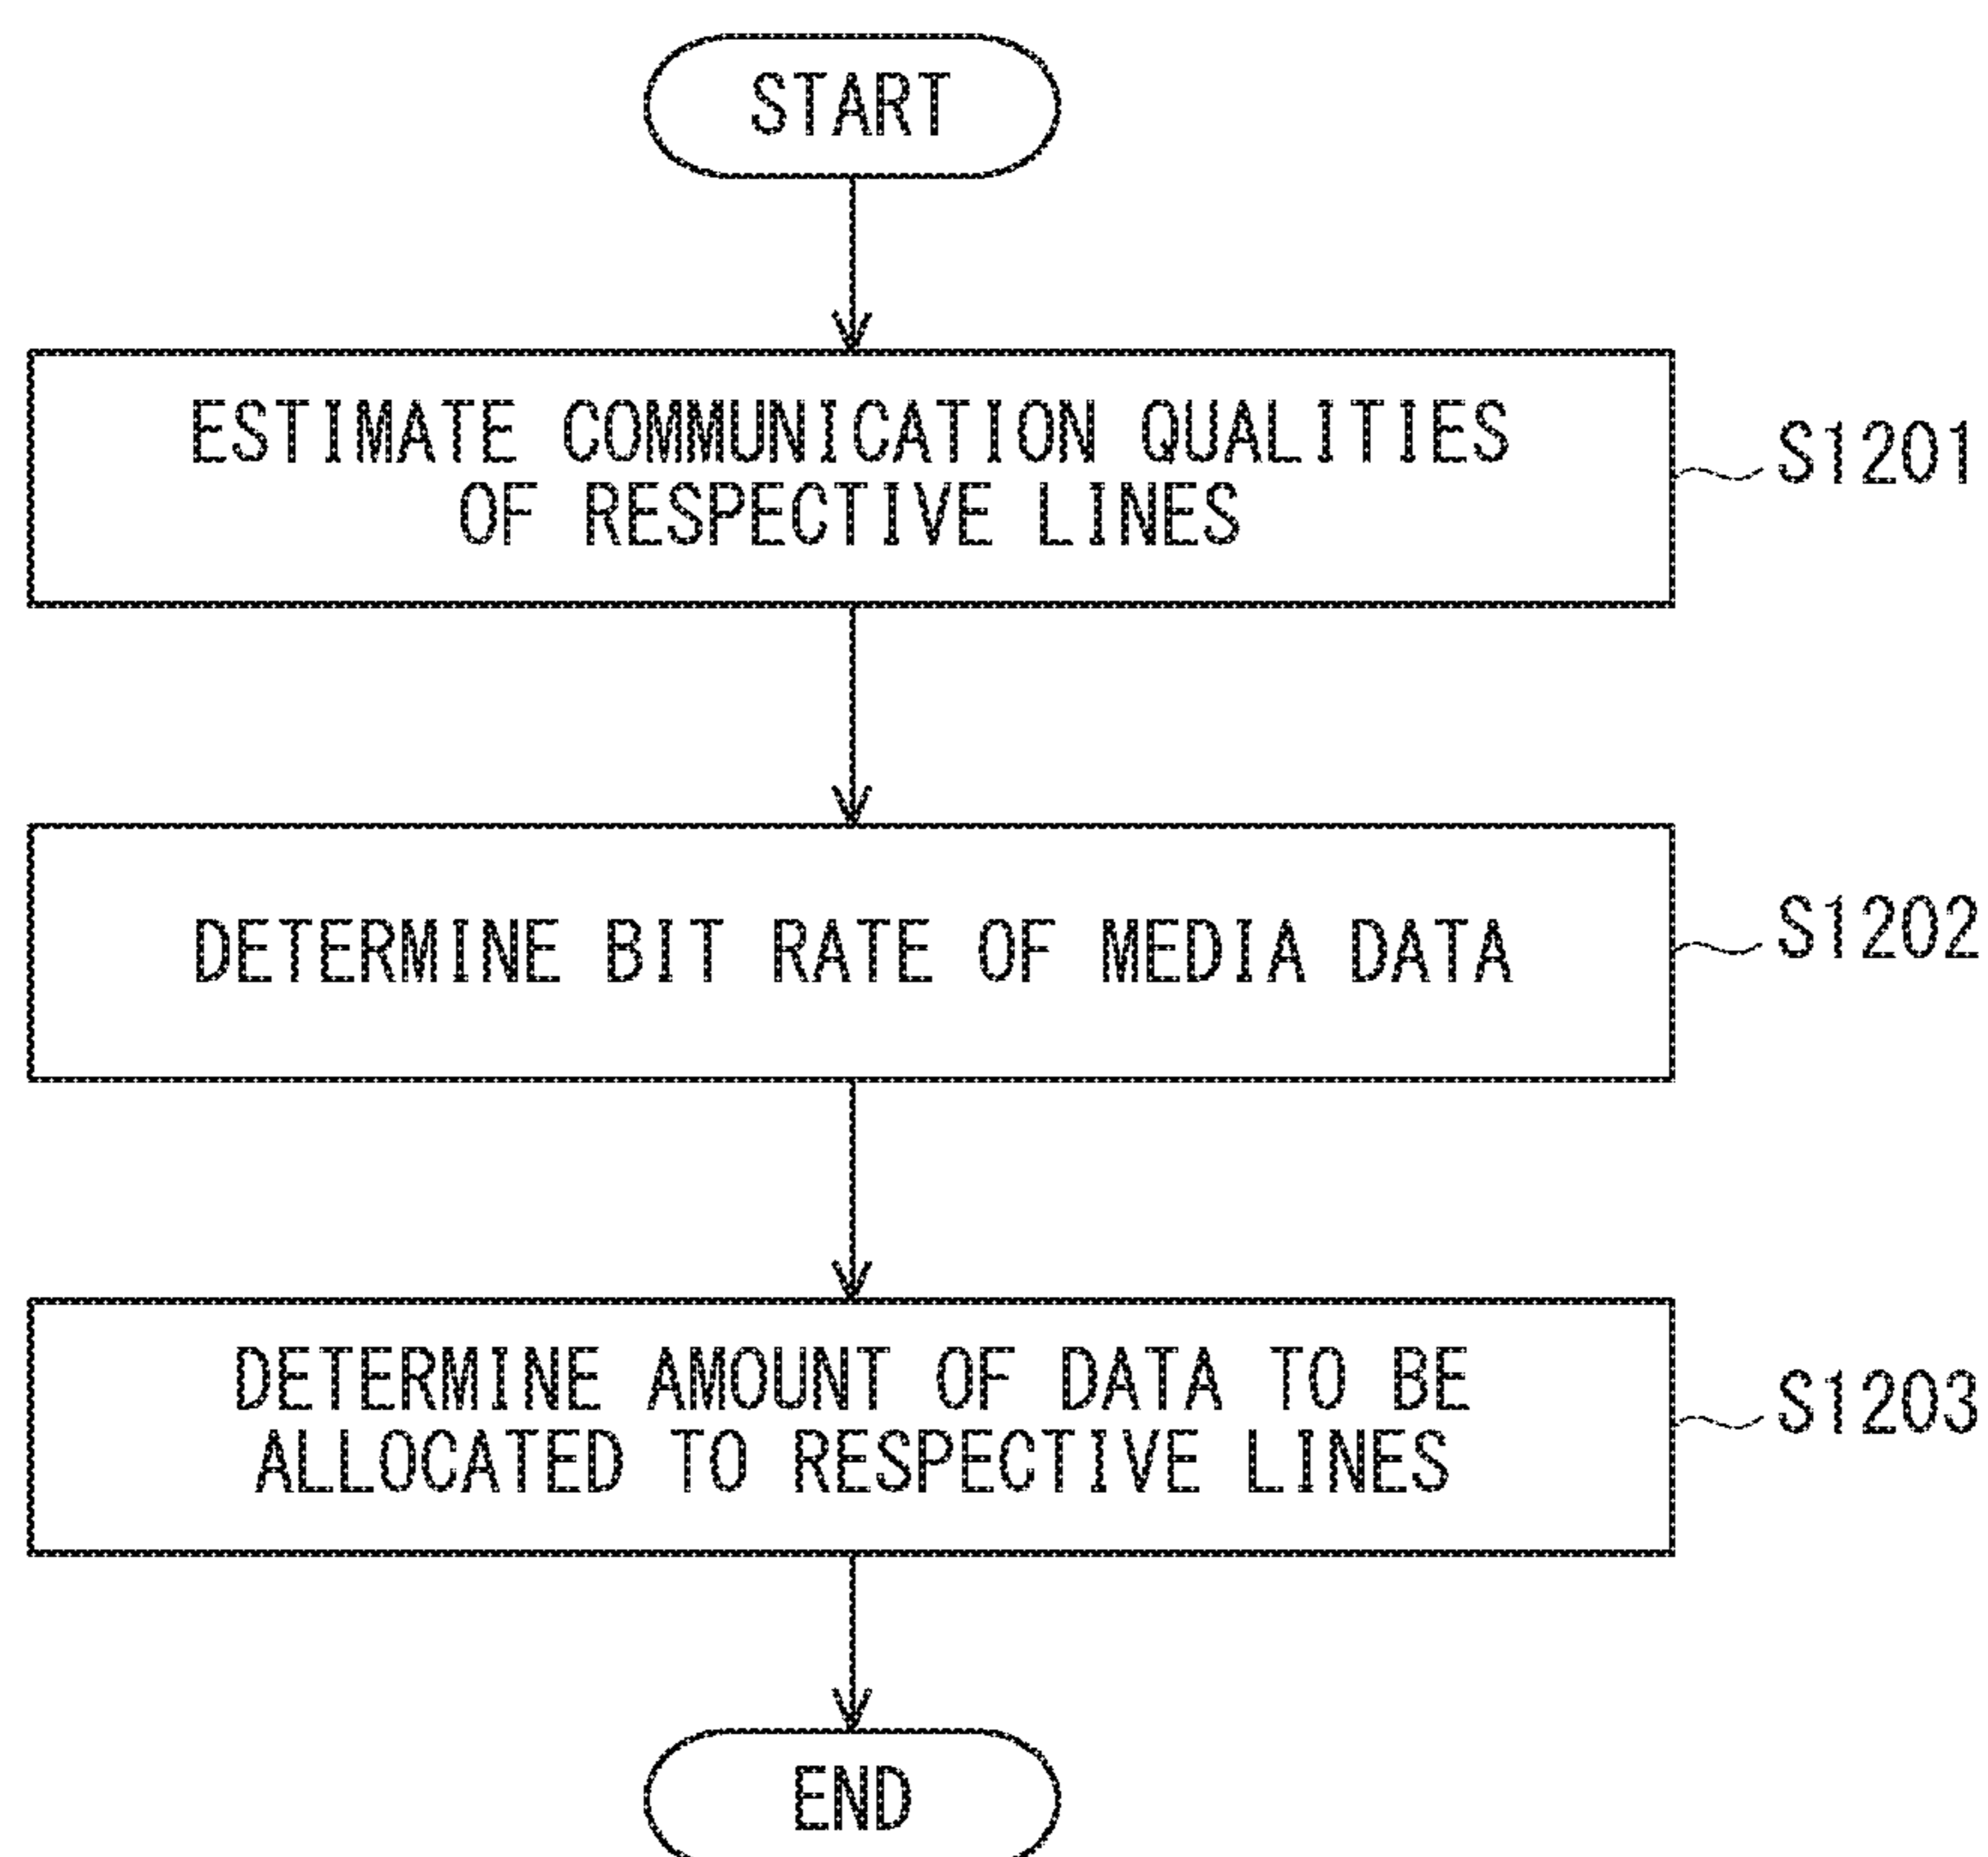 START
ESTIMATE COMMUNICATION QUALITIES
OF RESPECTIVE LINES
S1201
DETERMINE BIT RATE OF MEDIA DATA
S1202
DETERMINE AMOUNT OF DATA TO BE
ALLOCATED TO RESPECTIVE LINES
S1203
END